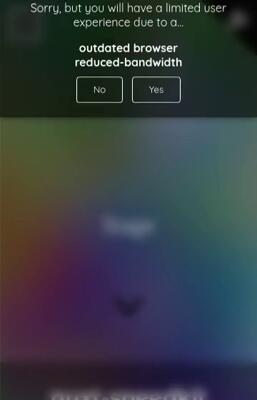 Sorry, but you will have a limited user
experience due to a...
outdated browser
reduced-bandwidth
No
Yes